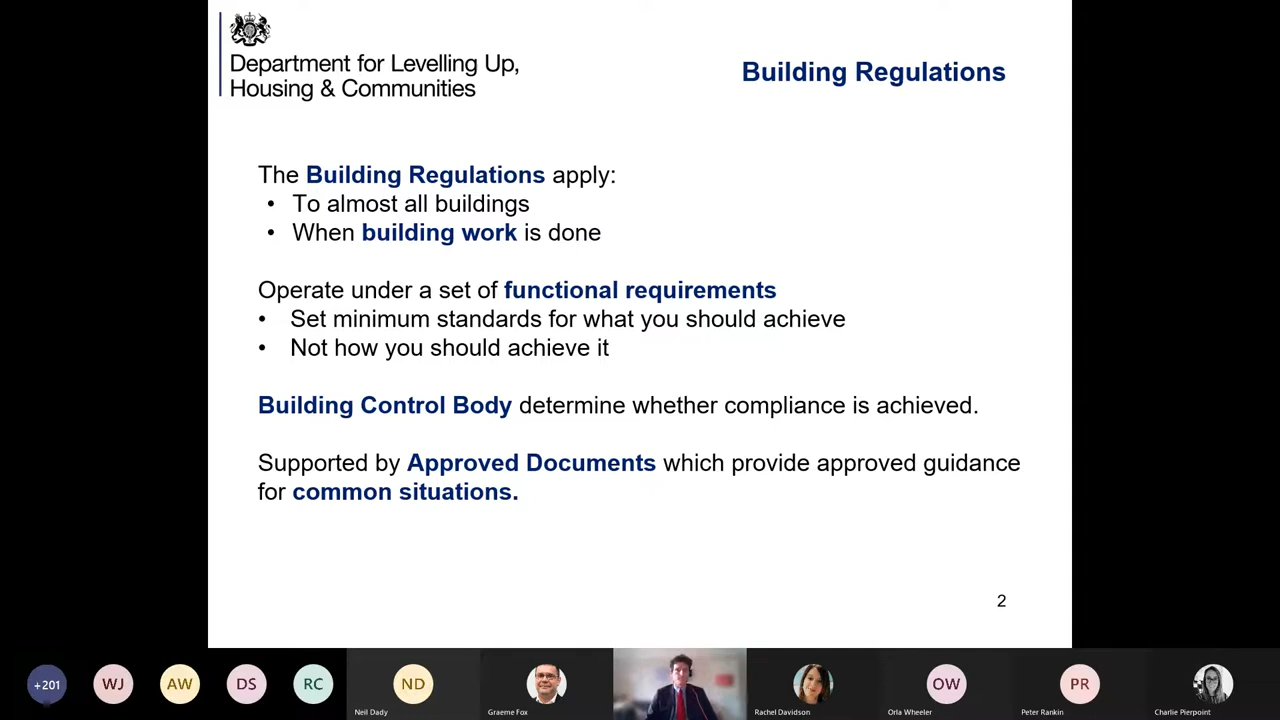 Department for Levelling Up,
Housing & Communities
Building Regulations
The Building Regulations apply:
• To almost all buildings
• When building work is done
Operate under a set of functional requirements
• Set minimum standards for what you should achieve
• Not how you should achieve it
Building Control Body determine whether compliance is achieved.
Supported by Approved Documents which provide approved guidance
for common situations.
2
+201
WJ
AW
DS
RC
ND
Neil Dady
Graeme Fox
Rachel Davidson
OW
Orla Wheeler
PR
Peter Rankin
Charlie Pierpoint